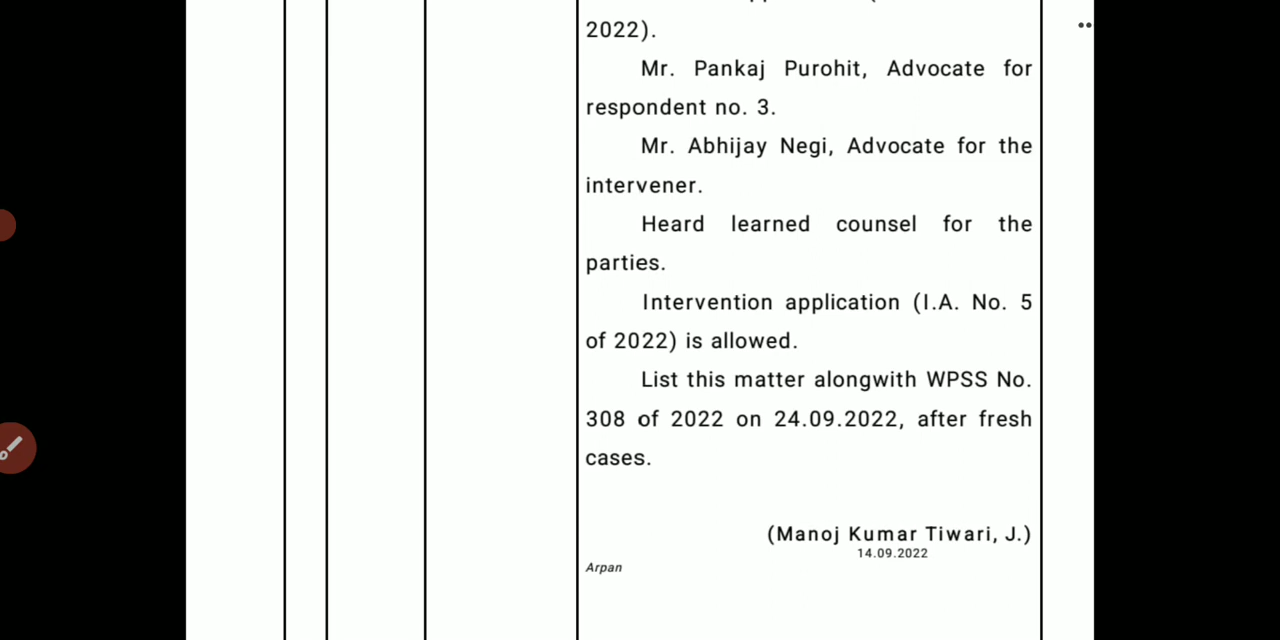 2022).
Mr. Pankaj Purohit, Advocate for
respondent no. 3.
Mr. Abhijay Negi, Advocate for the
intervener.
Heard learned counsel for the
parties.
Intervention application (I.A. No. 5
of 2022) is allowed.
List this matter alongwith WPSS No.
308 of 2022 on 24.09.2022, after fresh
cases.
(Manoj Kumar Tiwari, J.)
14.09.2022
Arpan